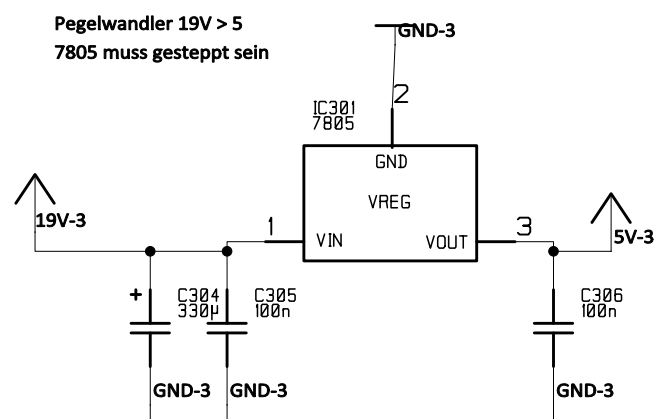 Pegelwandler 19V > 5
7805 muss gesteppt sein
GND-3
2
IC301
7805
GND
VREG
19V-3
1
VIN
VOUT
3
5V-3
+
C304
330µ
C305
100n
C306
100n
GND-3
GND-3
GND-3